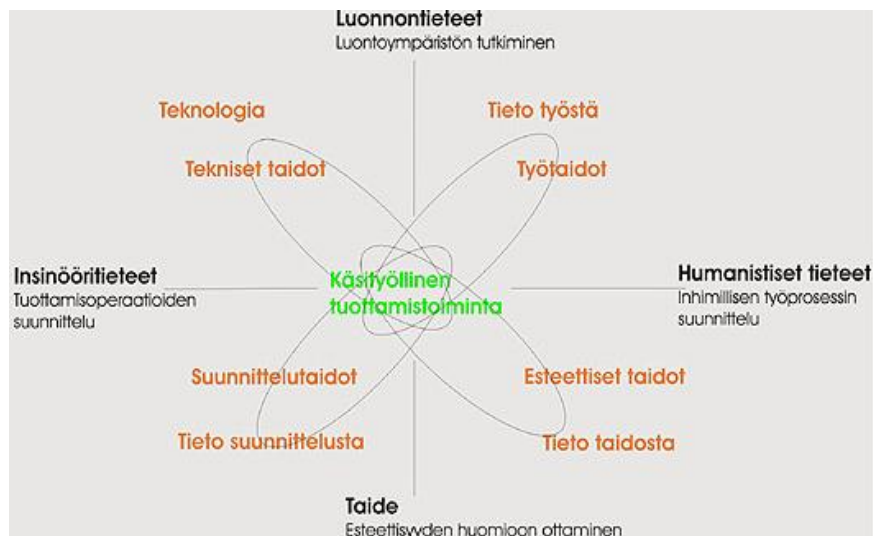 Luonnontieteet
Luontoympäristön tutkiminen
Teknologia
Tieto työstä
Tekniset taidot
Työtaidot
Insinööritieteet
Tuottamisoperaatioiden
suunnittelu
Käsityöllinen
tuottamistoiminta
Humanistiset tieteet
Inhimillisen työprosessin
suunnittelu
Suunnittelutaidot
Esteettiset taidot
Tieto suunnittelusta
Tieto taidosta
Taide
Esteettisyyden huomioon ottaminen